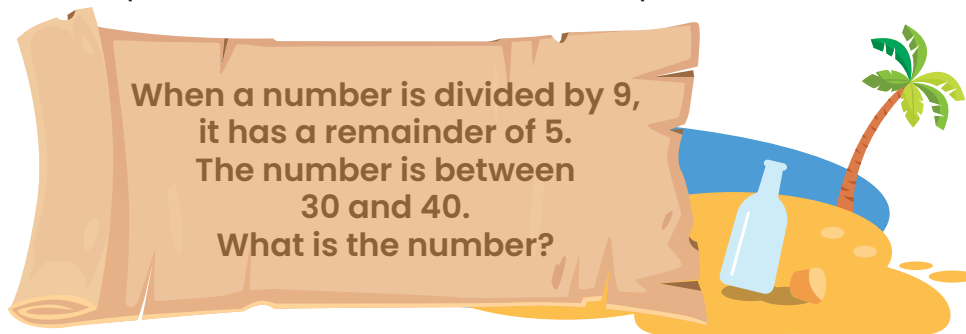 When a number is divided by 9,
it has a remainder of 5.
The number is between
30 and 40.
What is the number?